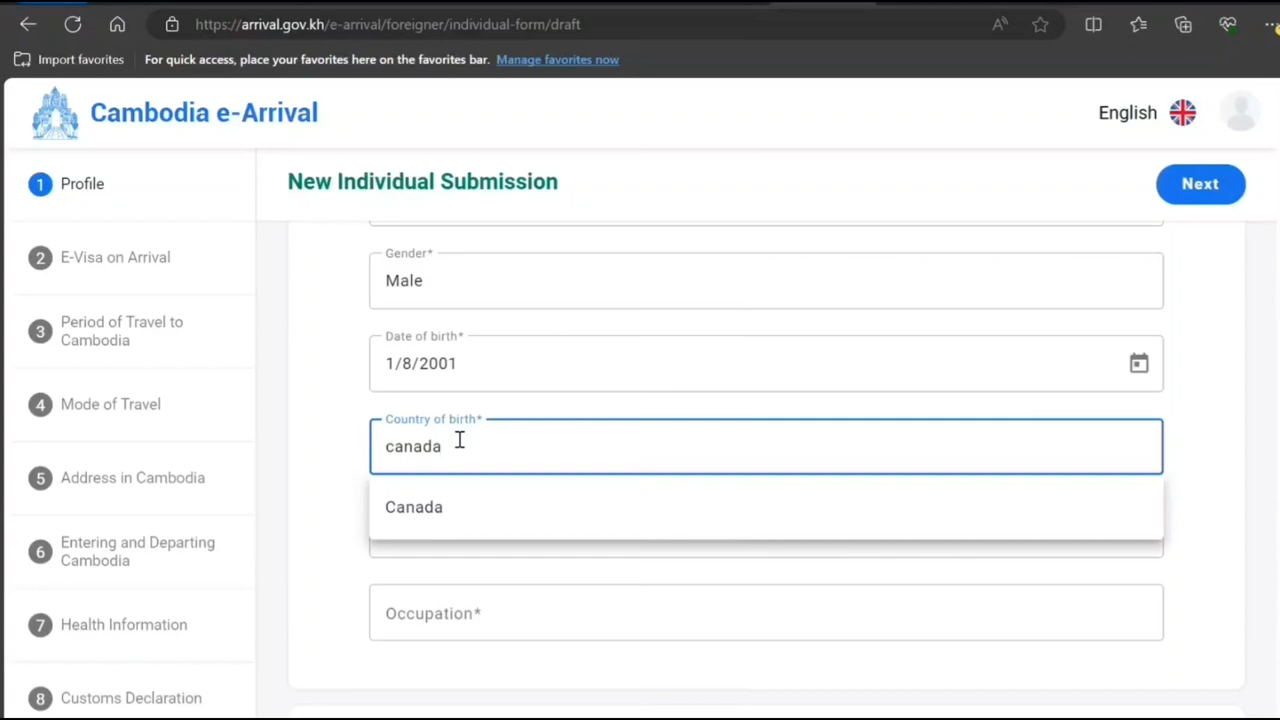 https://arrival.gov.kh/e-arrival/foreigner/individual-form/draft
Import favorites
For quick access, place your favorites here on the favorites bar. Manage favorites now
Cambodia e-Arrival
English
1 Profile
New Individual Submission
Next
2 E-Visa on Arrival
3 Period of Travel to
Cambodia
4 Mode of Travel
5 Address in Cambodia
6 Entering and Departing
Cambodia
7 Health Information
8 Customs Declaration
Gender*
Male
Date of birth*
1/8/2001
Country of birth*
canada
Canada
Occupation*